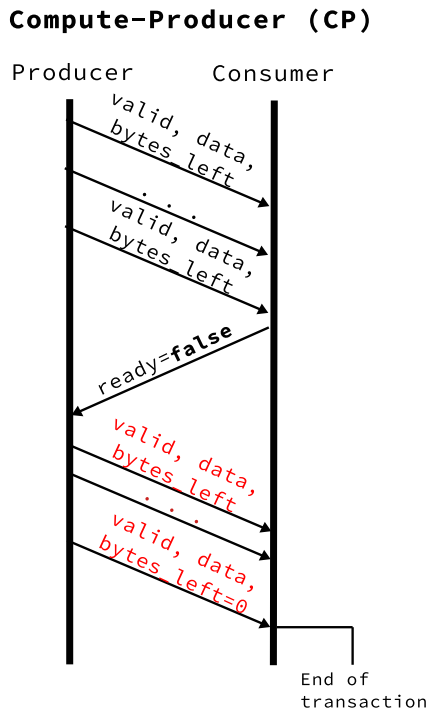 Compute-Producer (CP)
Producer
Consumer
valid, data,
bytes_left
. . .
valid, data,
bytes_left
ready=false
valid, data,
bytes_left
. . .
valid, data,
bytes_left=0
End of
transaction